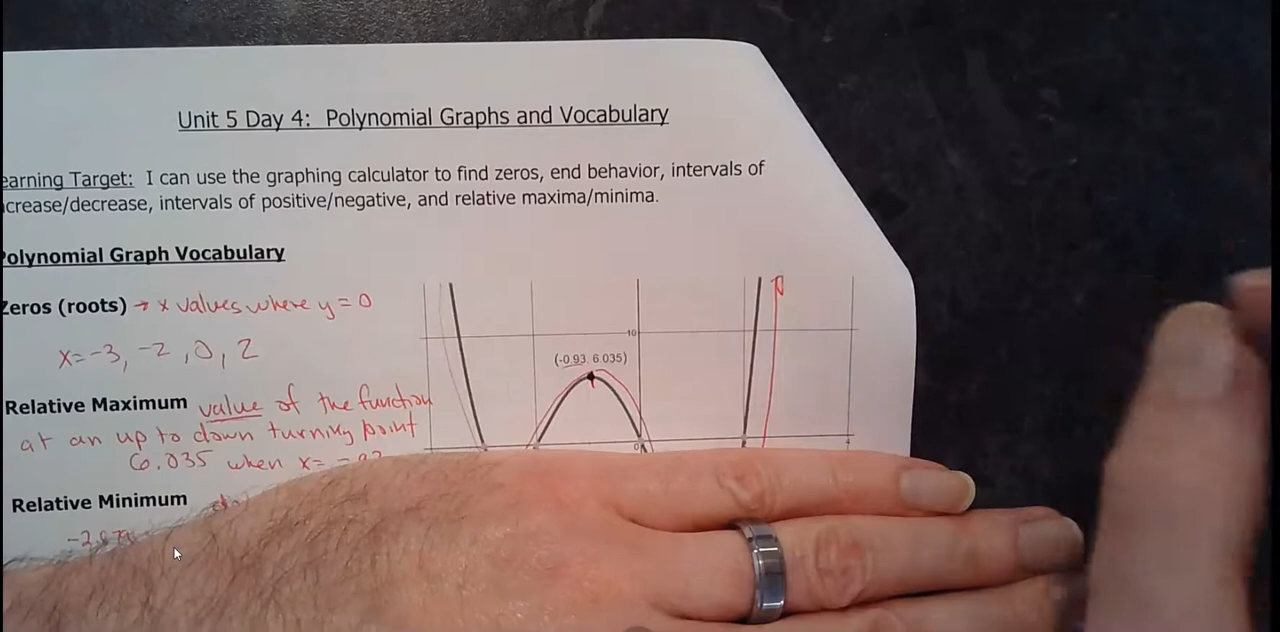 Unit 5 Day 4: Polynomial Graphs and Vocabulary
earning Target: I can use the graphing calculator to find zeros, end behavior, intervals of
crease/decrease, intervals of positive/negative, and relative maxima/minima.
Polynomial Graph Vocabulary
Zeros (roots) → x values where y = 0
x = -3, -2, 0, 2
10
(-0.93, 6.035)
Relative Maximum value of the function
at an up to down turning point
6.035 when x = -.93
0
4
Relative Minimum